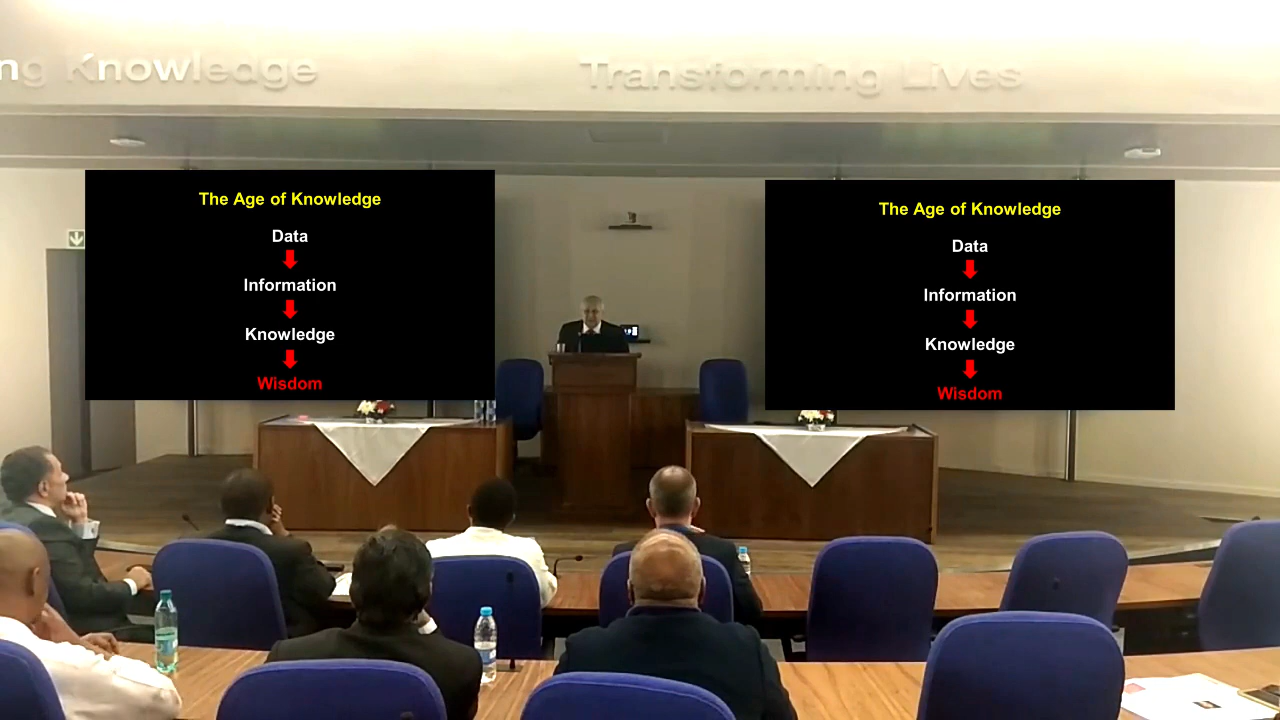 ng Knowledge
Transforming Lives
The Age of Knowledge
Data
Information
Knowledge
Wisdom
The Age of Knowledge
Data
Information
Knowledge
Wisdom